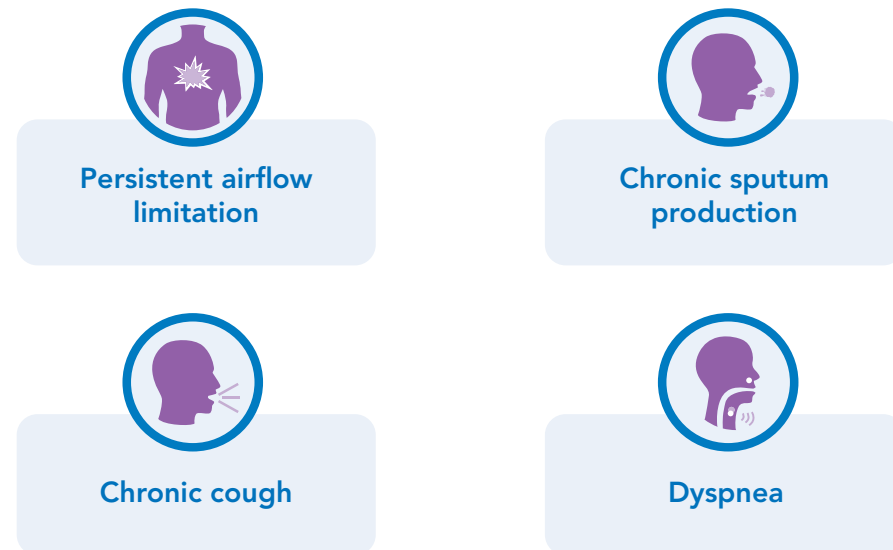 Persistent airflow
limitation
Chronic sputum
production
Chronic cough
Dyspnea